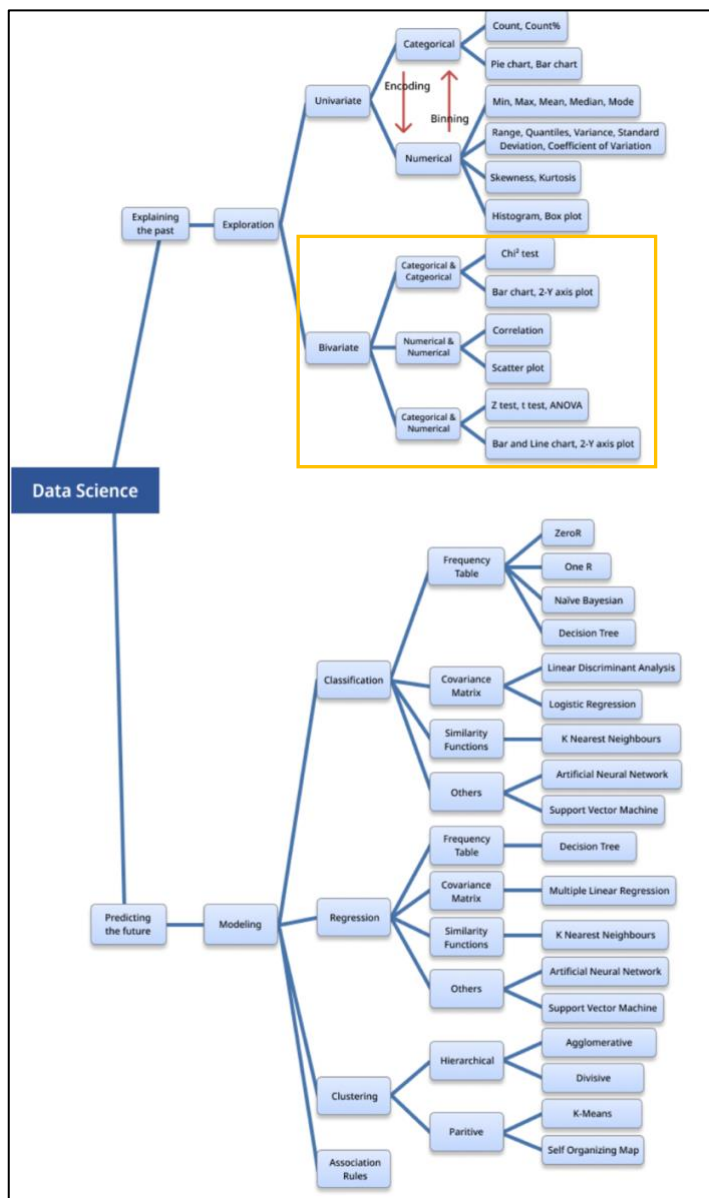 Data Science
Explaining
the past
Exploration
Univariate
Categorical
Count, Count%
Pie chart, Bar chart
Encoding
Binning
Numerical
Min, Max, Mean, Median, Mode
Range, Quantiles, Variance, Standard
Deviation, Coefficient of Variation
Skewness, Kurtosis
Histogram, Box plot
Bivariate
Categorical &
Catgeorical
Chi² test
Bar chart, 2-Y axis plot
Numerical &
Numerical
Correlation
Scatter plot
Categorical &
Numerical
Z test, t test, ANOVA
Bar and Line chart, 2-Y axis plot
Predicting
the future
Modeling
Classification
Frequency
Table
ZeroR
One R
Naïve Bayesian
Decision Tree
Covariance
Matrix
Linear Discriminant Analysis
Logistic Regression
Similarity
Functions
K Nearest Neighbours
Others
Artificial Neural Network
Support Vector Machine
Regression
Frequency
Table
Decision Tree
Covariance
Matrix
Multiple Linear Regression
Similarity
Functions
K Nearest Neighbours
Others
Artificial Neural Network
Support Vector Machine
Clustering
Hierarchical
Agglomerative
Divisive
Paritive
K-Means
Self Organizing Map
Association
Rules